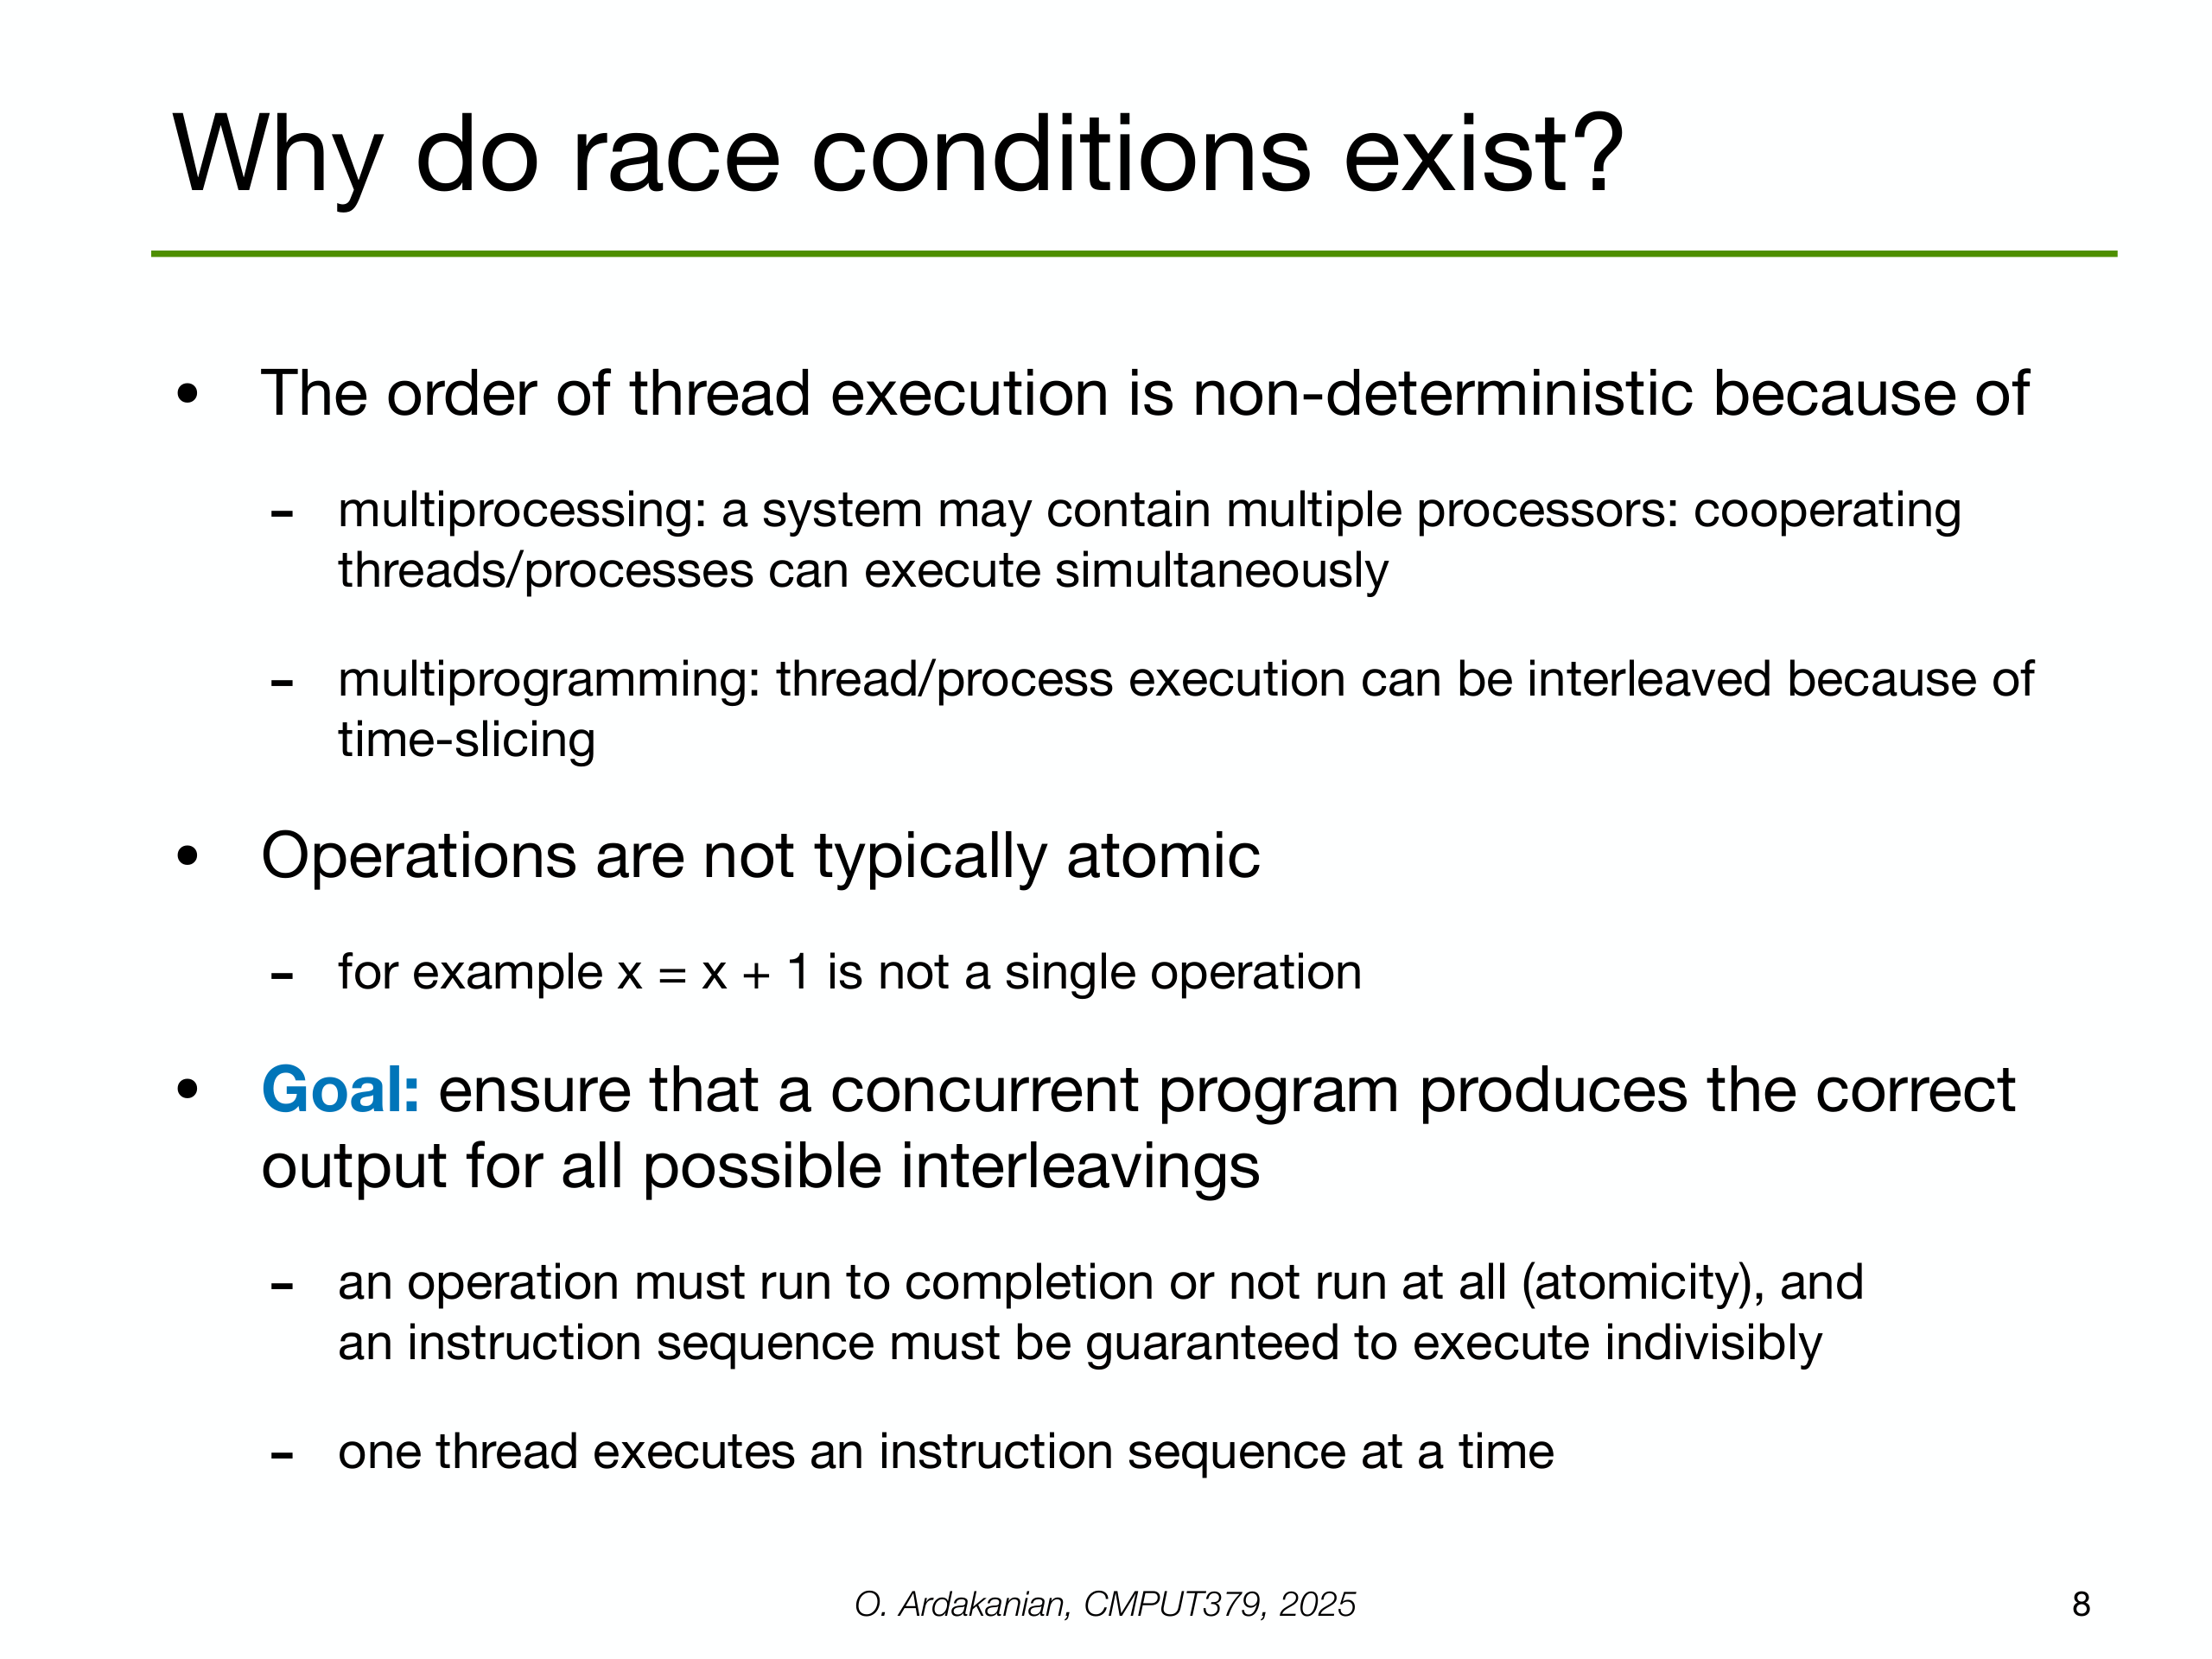 Why do race conditions exist?
• The order of thread execution is non-deterministic because of
- multiprocessing: a system may contain multiple processors: cooperating
threads/processes can execute simultaneously
- multiprogramming: thread/process execution can be interleaved because of
time-slicing
• Operations are not typically atomic
- for example x = x + 1 is not a single operation
• Goal: ensure that a concurrent program produces the correct
output for all possible interleavings
- an operation must run to completion or not run at all (atomicity), and
an instruction sequence must be guaranteed to execute indivisibly
- one thread executes an instruction sequence at a time
O. Ardakanian, CMPUT379, 2025
8